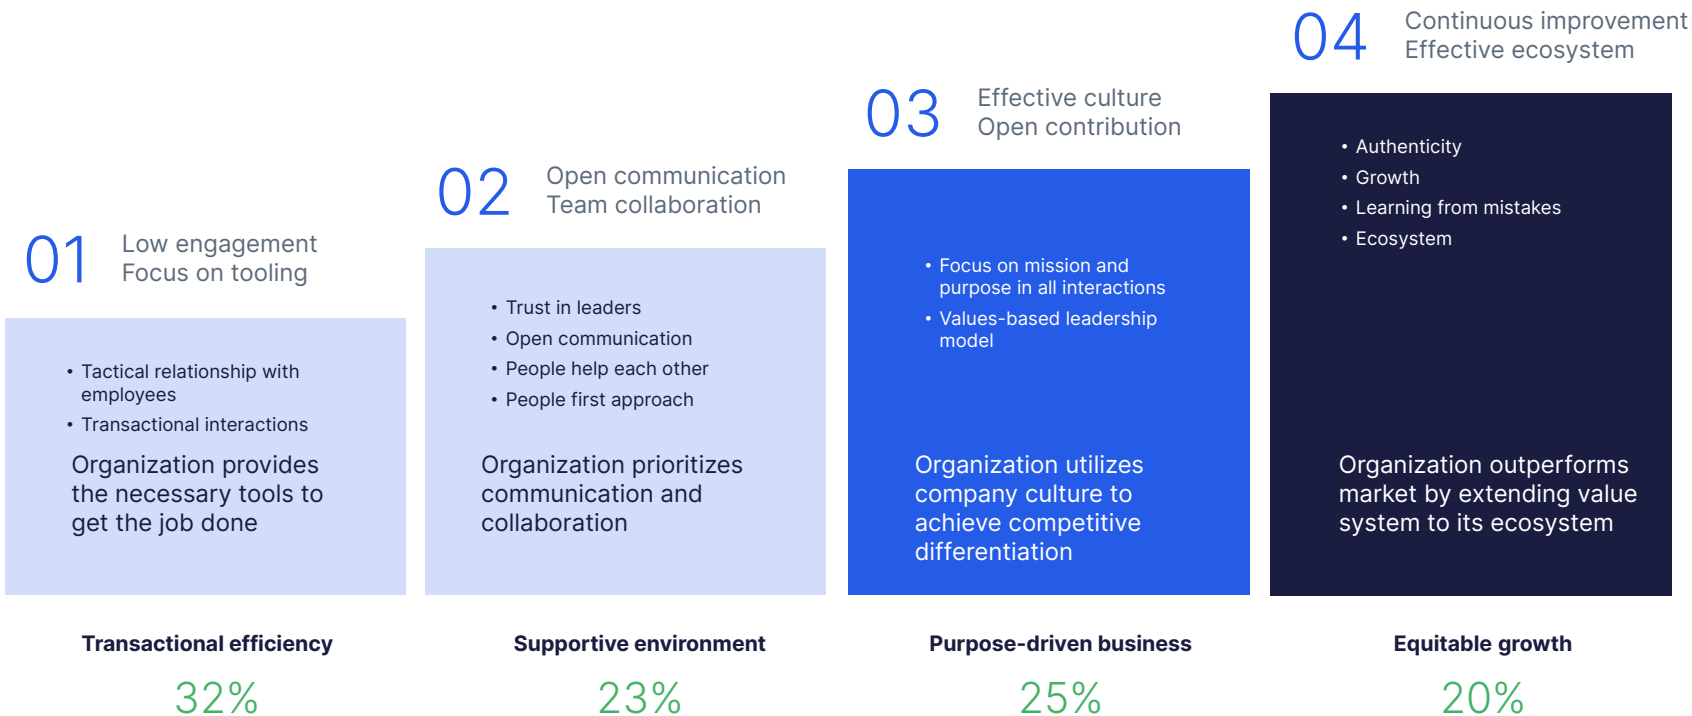 01
Low engagement
Focus on tooling
• Tactical relationship with
employees
• Transactional interactions
Organization provides
the necessary tools to
get the job done
Transactional efficiency
32%
02
Open communication
Team collaboration
• Trust in leaders
• Open communication
• People help each other
• People first approach
Organization prioritizes
communication and
collaboration
Supportive environment
23%
03
Effective culture
Open contribution
• Focus on mission and
purpose in all interactions
• Values-based leadership
model
Organization utilizes
company culture to
achieve competitive
differentiation
Purpose-driven business
25%
04
Continuous improvement
Effective ecosystem
• Authenticity
• Growth
• Learning from mistakes
• Ecosystem
Organization outperforms
market by extending value
system to its ecosystem
Equitable growth
20%